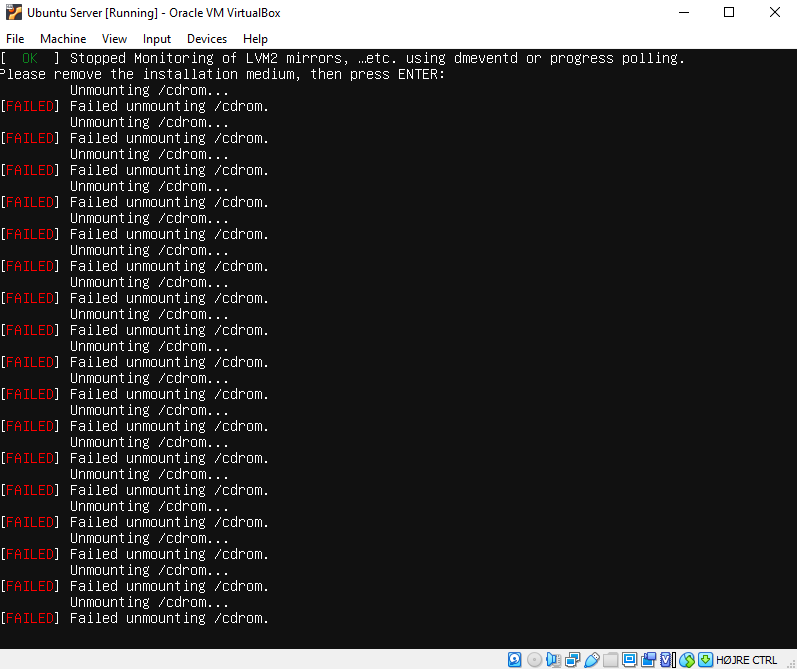 Ubuntu Server [Running] - Oracle VM VirtualBox
File Machine View Input Devices Help
[  OK  ] Stopped Monitoring of LVM2 mirrors, …etc. using dmeventd or progress polling.
Please remove the installation medium, then press ENTER:
Unmounting /cdrom...
[FAILED] Failed unmounting /cdrom.
Unmounting /cdrom...
[FAILED] Failed unmounting /cdrom.
Unmounting /cdrom...
[FAILED] Failed unmounting /cdrom.
Unmounting /cdrom...
[FAILED] Failed unmounting /cdrom.
Unmounting /cdrom...
[FAILED] Failed unmounting /cdrom.
Unmounting /cdrom...
[FAILED] Failed unmounting /cdrom.
Unmounting /cdrom...
[FAILED] Failed unmounting /cdrom.
Unmounting /cdrom...
[FAILED] Failed unmounting /cdrom.
Unmounting /cdrom...
[FAILED] Failed unmounting /cdrom.
Unmounting /cdrom...
[FAILED] Failed unmounting /cdrom.
Unmounting /cdrom...
[FAILED] Failed unmounting /cdrom.
Unmounting /cdrom...
[FAILED] Failed unmounting /cdrom.
Unmounting /cdrom...
[FAILED] Failed unmounting /cdrom.
Unmounting /cdrom...
[FAILED] Failed unmounting /cdrom.
Unmounting /cdrom...
[FAILED] Failed unmounting /cdrom.
Unmounting /cdrom...
[FAILED] Failed unmounting /cdrom.
Unmounting /cdrom...
[FAILED] Failed unmounting /cdrom.
HØJRE CTRL